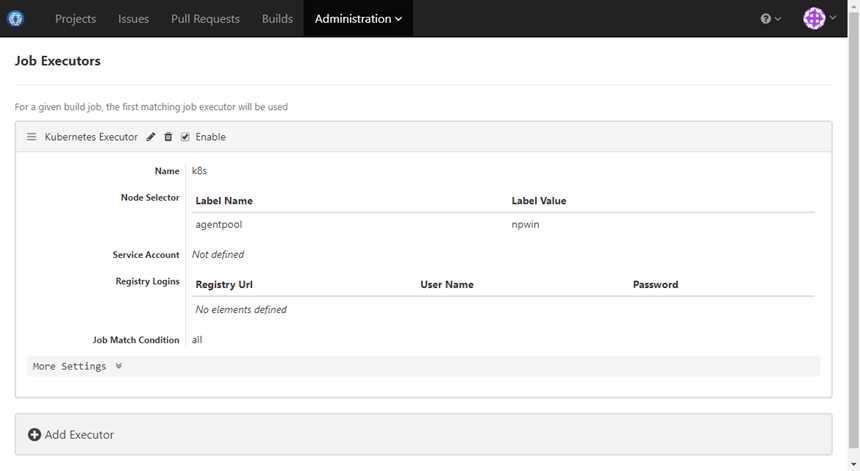 Projects Issues Pull Requests Builds Administration
Job Executors
For a given build job, the first matching job executor will be used
Kubernetes Executor Enable
Name k8s
Node Selector Label Name Label Value
agentpool npwin
Service Account Not defined
Registry Logins Registry Url User Name Password
No elements defined
Job Match Condition all
More Settings
Add Executor